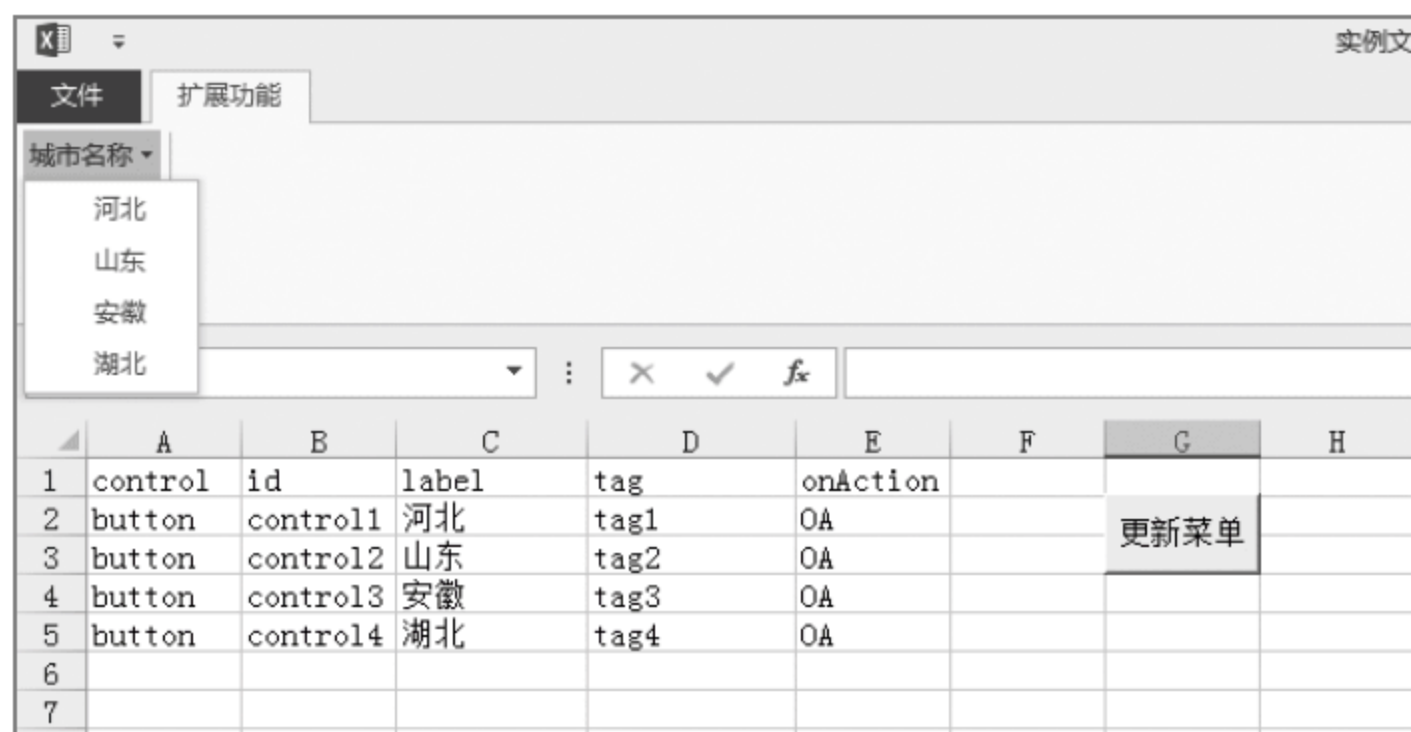 实例文
文件 扩展功能
城市名称
河北
山东
安徽
湖北
fx
A B C D E F G H
1 control id label tag onAction
2 button control1 河北 tag1 OA
更新菜单
3 button control2 山东 tag2 OA
4 button control3 安徽 tag3 OA
5 button control4 湖北 tag4 OA
6
7